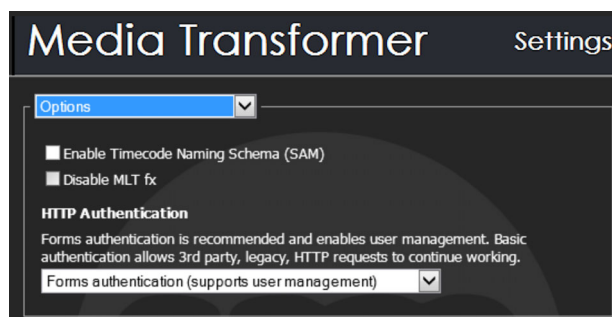 Media Transformer Settings
Options
Enable Timecode Naming Schema (SAM)
Disable MLT fx
HTTP Authentication
Forms authentication is recommended and enables user management. Basic
authentication allows 3rd party, legacy, HTTP requests to continue working.
Forms authentication (supports user management)